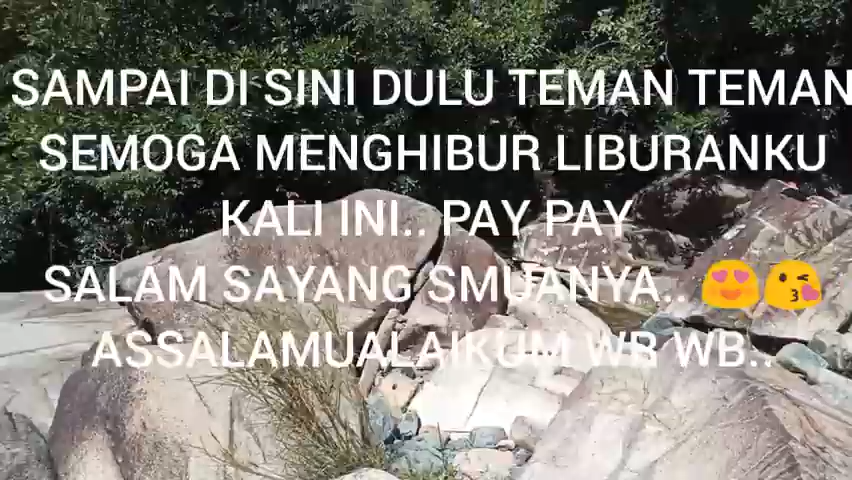 SAMPAI DI SINI DULU TEMAN TEMAN
SEMOGA MENGHIBUR LIBURANKU
KALI INI.. PAY PAY
SALAM SAYANG SMUANYA.. 😍😘
ASSALAMUALAIKUM WR WB..